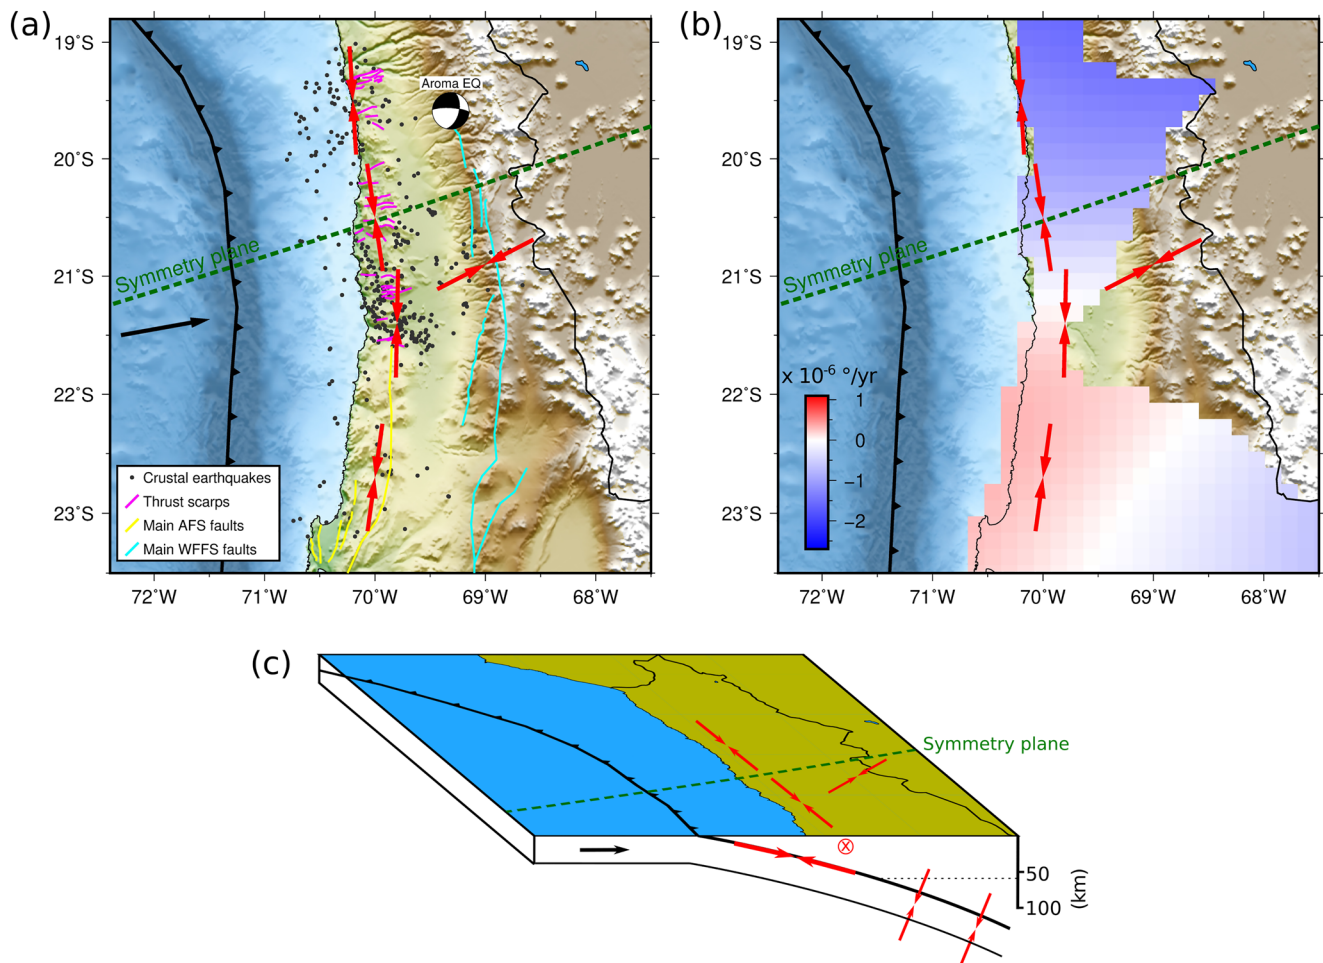 (a)
19°S
20°S
21°S
22°S
23°S
72°W
71°W
70°W
69°W
68°W
Aroma EQ
Symmetry plane
Crustal earthquakes
Thrust scarps
Main AFS faults
Main WFFS faults
(b)
19°S
20°S
21°S
22°S
23°S
72°W
71°W
70°W
69°W
68°W
Symmetry plane
x 10⁻⁶ °/yr
1
0
−1
−2
(c)
Symmetry plane
50
100
(km)